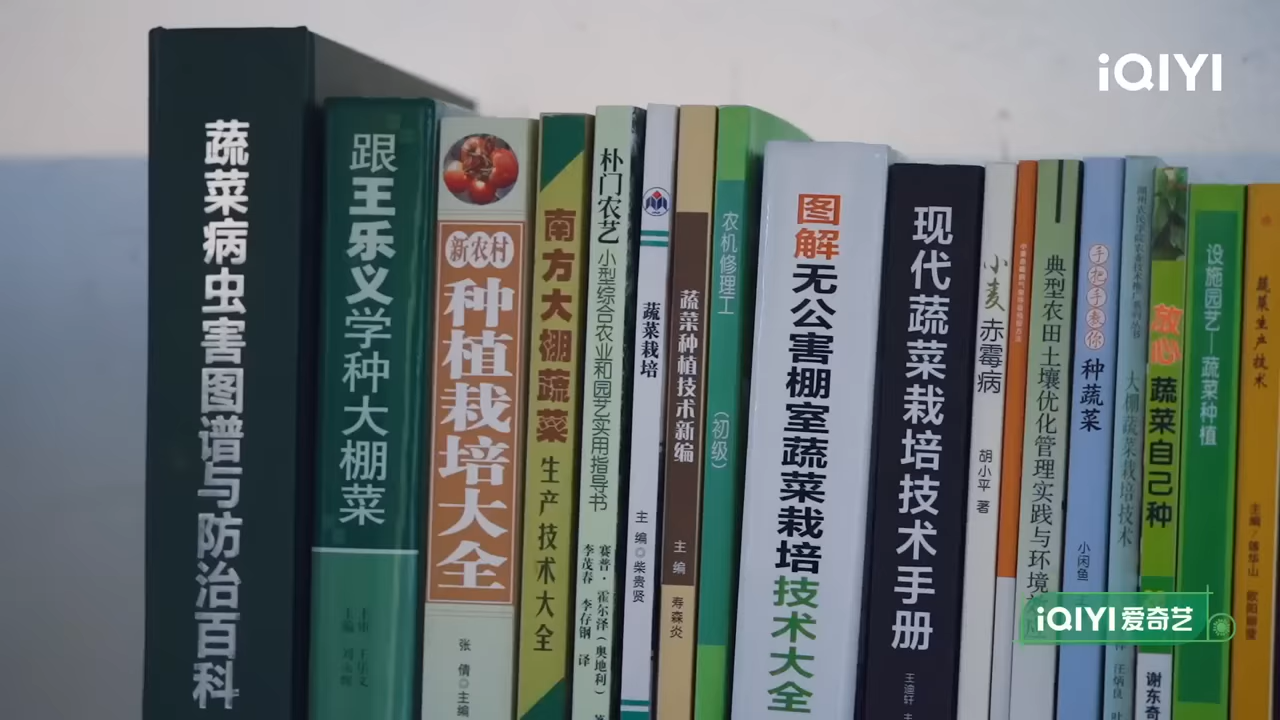 iQIYI
蔬菜病虫害图谱与防治百科
跟王乐义学种大棚菜
新农村
种植栽培大全
张 倩◎主编
南方大棚蔬菜
生产技术大全
朴门农艺
小型综合农业和园艺实用指导书
赛普·霍尔泽(奥地利)
李茂春 李存钢 译
蔬菜栽培
主 编◎柴贵贤
蔬菜种植技术新编
主 编
寿森炎
农机修理工
(初级)
图解无公害棚室蔬菜栽培技术大全
现代蔬菜栽培技术手册
小麦赤霉病
胡小平 著
典型农田土壤优化管理实践与环境
手把手教你
种蔬菜
小闲鱼
大棚蔬菜栽培技术
放心
蔬菜自己种
谢东奇
设施园艺—蔬菜种植
蔬菜生产技术
iQIYI 爱奇艺